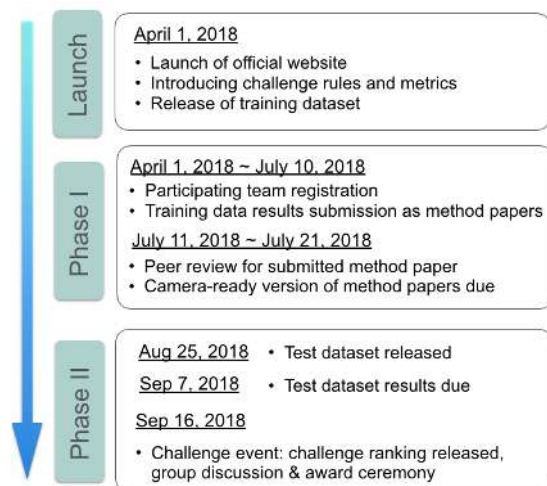 Launch
April 1, 2018
• Launch of official website
• Introducing challenge rules and metrics
• Release of training dataset
Phase I
April 1, 2018 ~ July 10, 2018
• Participating team registration
• Training data results submission as method papers
July 11, 2018 ~ July 21, 2018
• Peer review for submitted method paper
• Camera-ready version of method papers due
Phase II
Aug 25, 2018 • Test dataset released
Sep 7, 2018 • Test dataset results due
Sep 16, 2018
• Challenge event: challenge ranking released,
group discussion & award ceremony